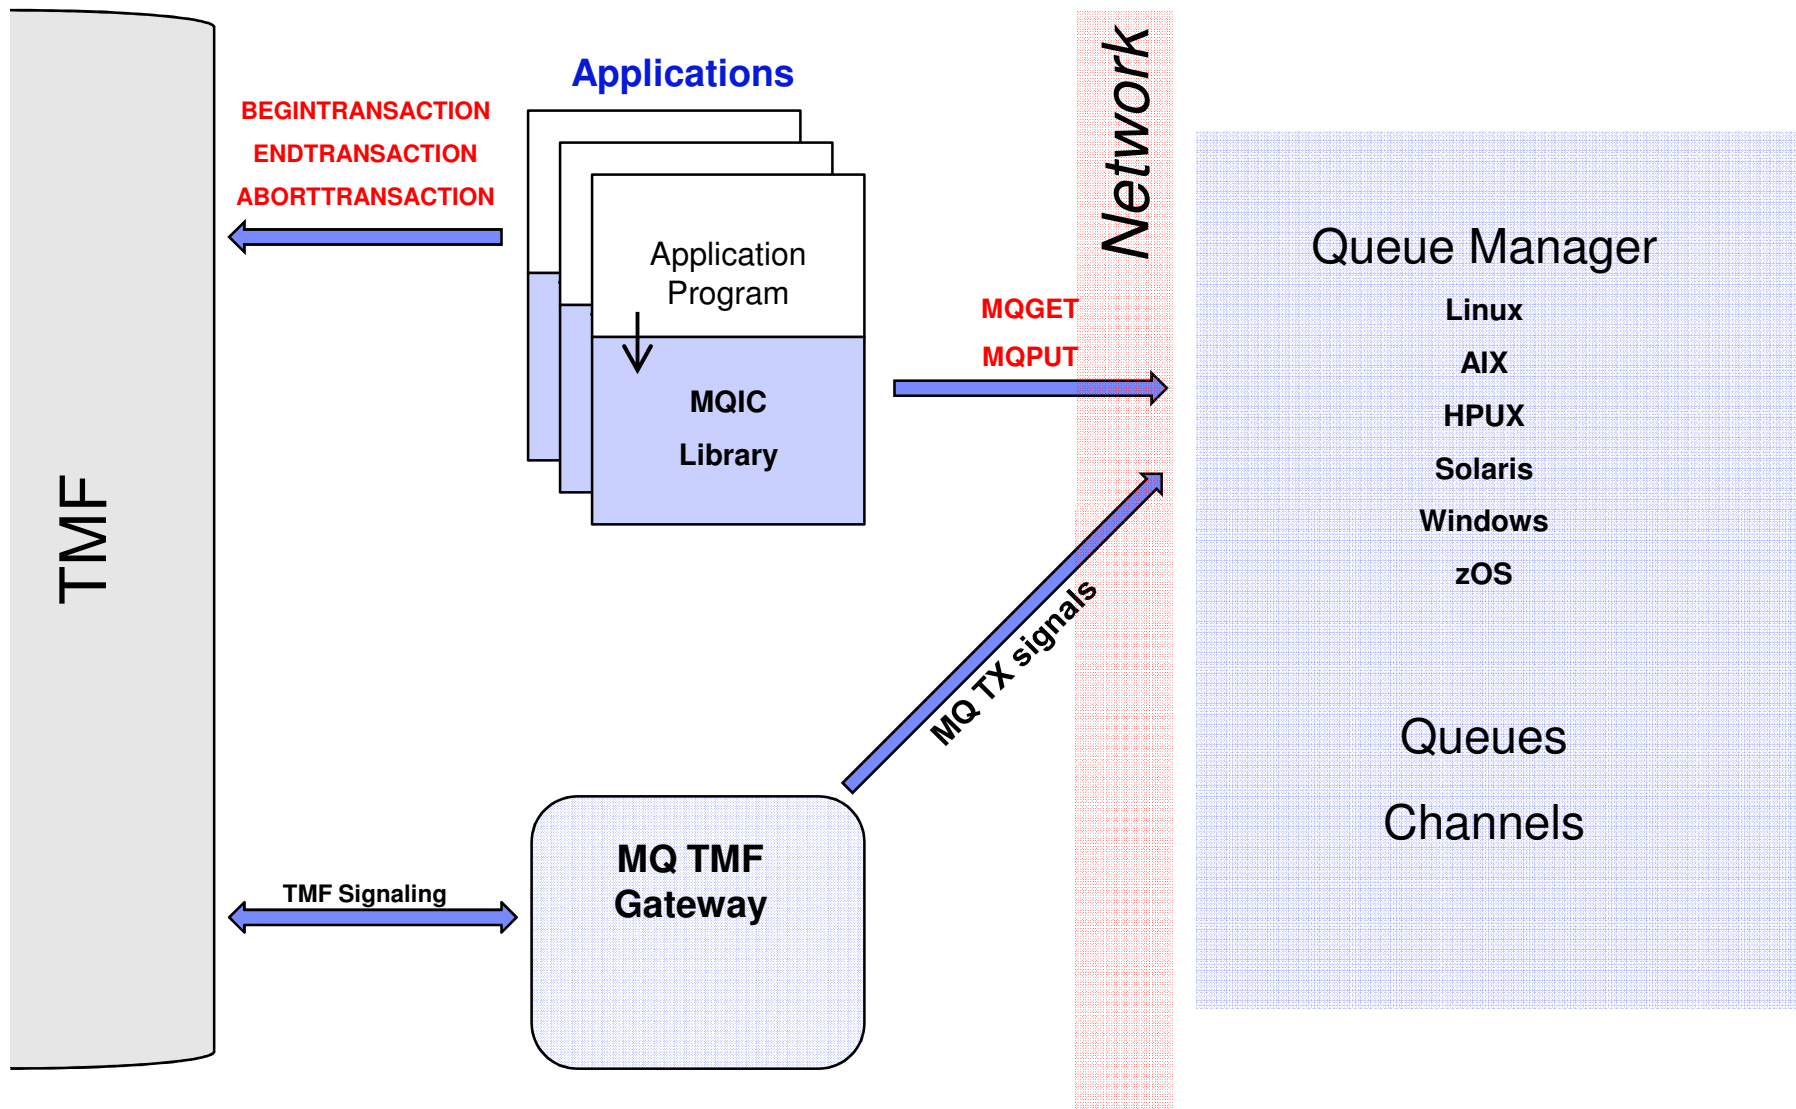 TMF
BEGINTRANSACTION
ENDTRANSACTION
ABORTTRANSACTION
Applications
Application
Program
MQIC
Library
MQGET
MQPUT
Network
Queue Manager
Linux
AIX
HPUX
Solaris
Windows
zOS
Queues
Channels
MQ TX signals
TMF Signaling
MQ TMF
Gateway